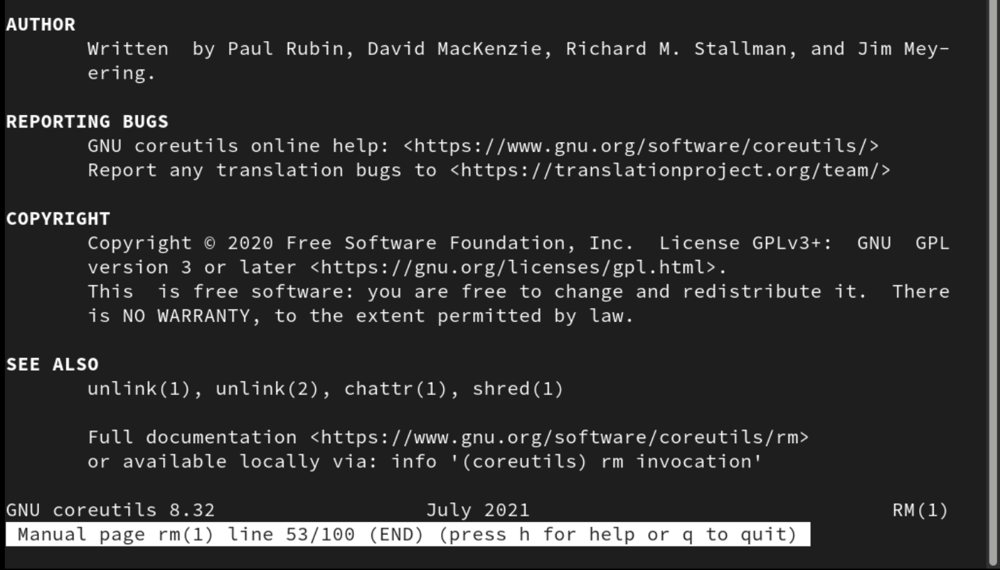 AUTHOR
Written  by Paul Rubin, David MacKenzie, Richard M. Stallman, and Jim Mey-
ering.
REPORTING BUGS
GNU coreutils online help: <https://www.gnu.org/software/coreutils/>
Report any translation bugs to <https://translationproject.org/team/>
COPYRIGHT
Copyright © 2020 Free Software Foundation, Inc.  License GPLv3+:  GNU  GPL
version 3 or later <https://gnu.org/licenses/gpl.html>.
This  is free software: you are free to change and redistribute it.  There
is NO WARRANTY, to the extent permitted by law.
SEE ALSO
unlink(1), unlink(2), chattr(1), shred(1)
Full documentation <https://www.gnu.org/software/coreutils/rm>
or available locally via: info '(coreutils) rm invocation'
GNU coreutils 8.32                  July 2021                               RM(1)
Manual page rm(1) line 53/100 (END) (press h for help or q to quit)